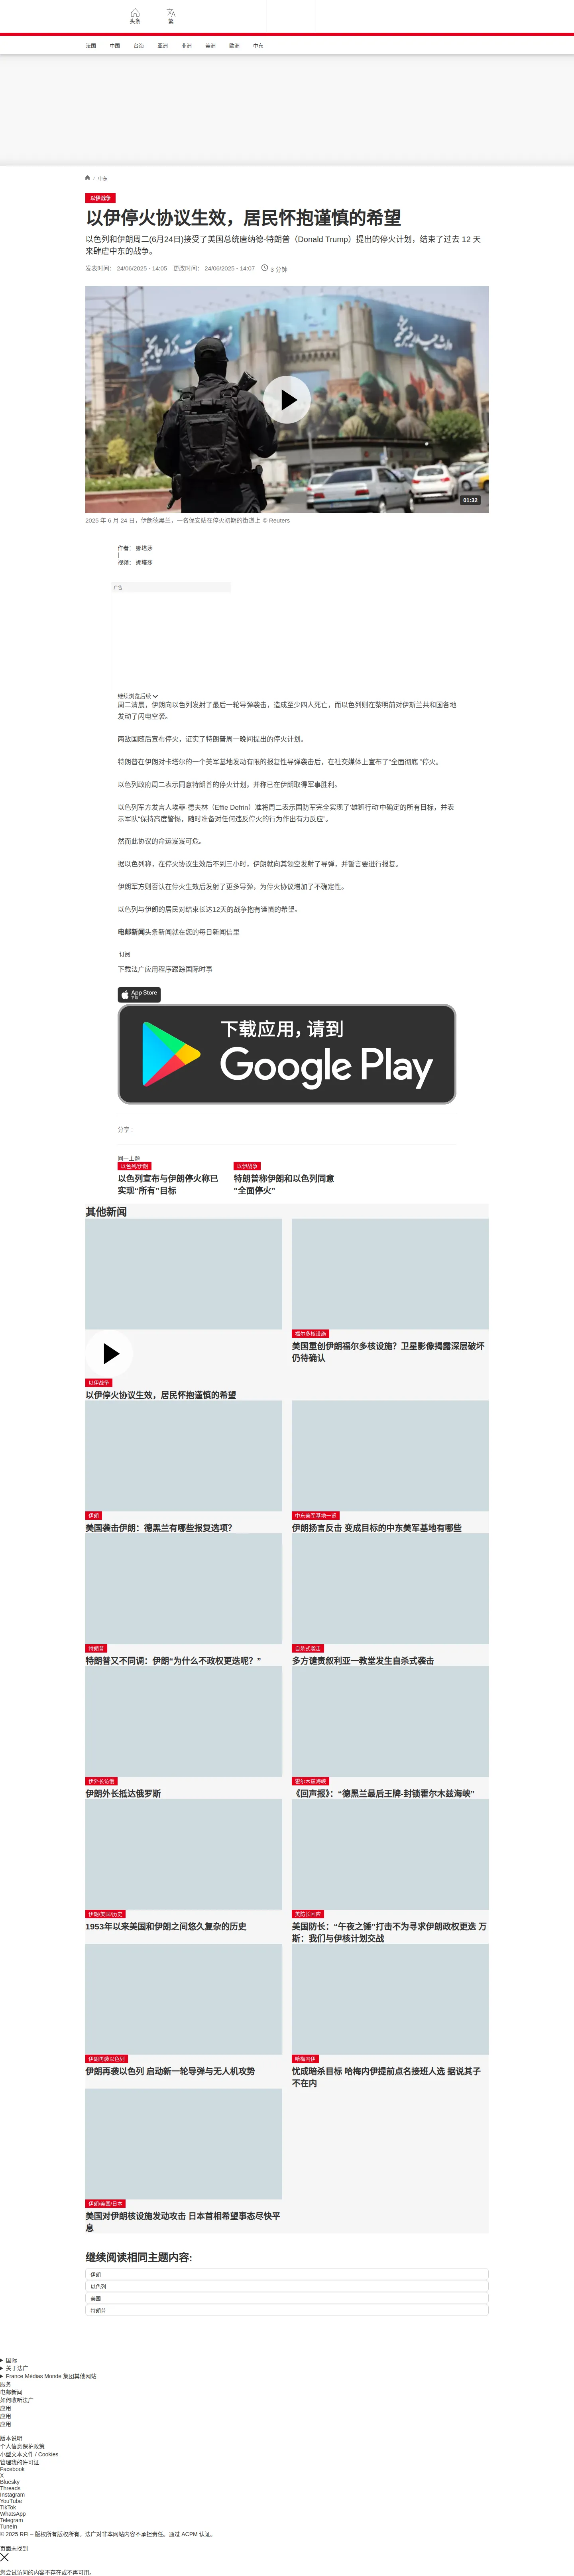 头条
繁
法国 中国 台海 亚洲 非洲 美洲 欧洲 中东
/ 中东
以伊战争
以伊停火协议生效，居民怀抱谨慎的希望
以色列和伊朗周二(6月24日)接受了美国总统唐纳德-特朗普（Donald Trump）提出的停火计划，结束了过去 12 天
来肆虐中东的战争。
发表时间： 24/06/2025 - 14:05 更改时间： 24/06/2025 - 14:07 3 分钟
01:32
2025 年 6 月 24 日，伊朗德黑兰，一名保安站在停火初期的街道上 © Reuters
作者： 娜塔莎
|
视频： 娜塔莎
广告
继续浏览后续
周二清晨，伊朗向以色列发射了最后一轮导弹袭击，造成至少四人死亡，而以色列则在黎明前对伊斯兰共和国各地
发动了闪电空袭。
两敌国随后宣布停火，证实了特朗普周一晚间提出的停火计划。
特朗普在伊朗对卡塔尔的一个美军基地发动有限的报复性导弹袭击后，在社交媒体上宣布了“全面彻底 ”停火。
以色列政府周二表示同意特朗普的停火计划，并称已在伊朗取得军事胜利。
以色列军方发言人埃菲-德夫林（Effie Defrin）准将周二表示国防军完全实现了‘雄狮行动’中确定的所有目标，并表
示军队“保持高度警惕，随时准备对任何违反停火的行为作出有力反应”。
然而此协议的命运岌岌可危。
据以色列称，在停火协议生效后不到三小时，伊朗就向其领空发射了导弹，并誓言要进行报复。
伊朗军方则否认在停火生效后发射了更多导弹，为停火协议增加了不确定性。
以色列与伊朗的居民对结束长达12天的战争抱有谨慎的希望。
电邮新闻头条新闻就在您的每日新闻信里
订阅
下载法广应用程序跟踪国际时事
App Store
下载
下载应用，请到
Google Play
分享 :
同一主题
以色列/伊朗
以色列宣布与伊朗停火称已
实现“所有”目标
以伊战争
特朗普称伊朗和以色列同意
“全面停火”
其他新闻
以伊战争
以伊停火协议生效，居民怀抱谨慎的希望
福尔多核设施
美国重创伊朗福尔多核设施？卫星影像揭露深层破坏
仍待确认
伊朗
美国袭击伊朗：德黑兰有哪些报复选项？
中东美军基地一览
伊朗扬言反击 变成目标的中东美军基地有哪些
特朗普
特朗普又不同调：伊朗“为什么不政权更迭呢？”
自杀式袭击
多方谴责叙利亚一教堂发生自杀式袭击
伊外长访俄
伊朗外长抵达俄罗斯
霍尔木兹海峡
《回声报》：“德黑兰最后王牌-封锁霍尔木兹海峡”
伊朗/美国/历史
1953年以来美国和伊朗之间悠久复杂的历史
美防长回应
美国防长：“午夜之锤”打击不为寻求伊朗政权更迭 万
斯：我们与伊核计划交战
伊朗再袭以色列
伊朗再袭以色列 启动新一轮导弹与无人机攻势
哈梅内伊
忧成暗杀目标 哈梅内伊提前点名接班人选 据说其子
不在内
伊朗/美国/日本
美国对伊朗核设施发动攻击 日本首相希望事态尽快平
息
继续阅读相同主题内容:
伊朗
以色列
美国
特朗普
国际
关于法广
France Médias Monde 集团其他网站
服务
电邮新闻
如何收听法广
应用
应用
应用
版本说明
个人信息保护政策
小型文本文件 / Cookies
管理我的许可证
Facebook
X
Bluesky
Threads
Instagram
YouTube
TikTok
WhatsApp
Telegram
TuneIn
© 2025 RFI – 版权所有版权所有。法广对非本网站内容不承担责任。通过 ACPM 认证。
页面未找到
您尝试访问的内容不存在或不再可用。